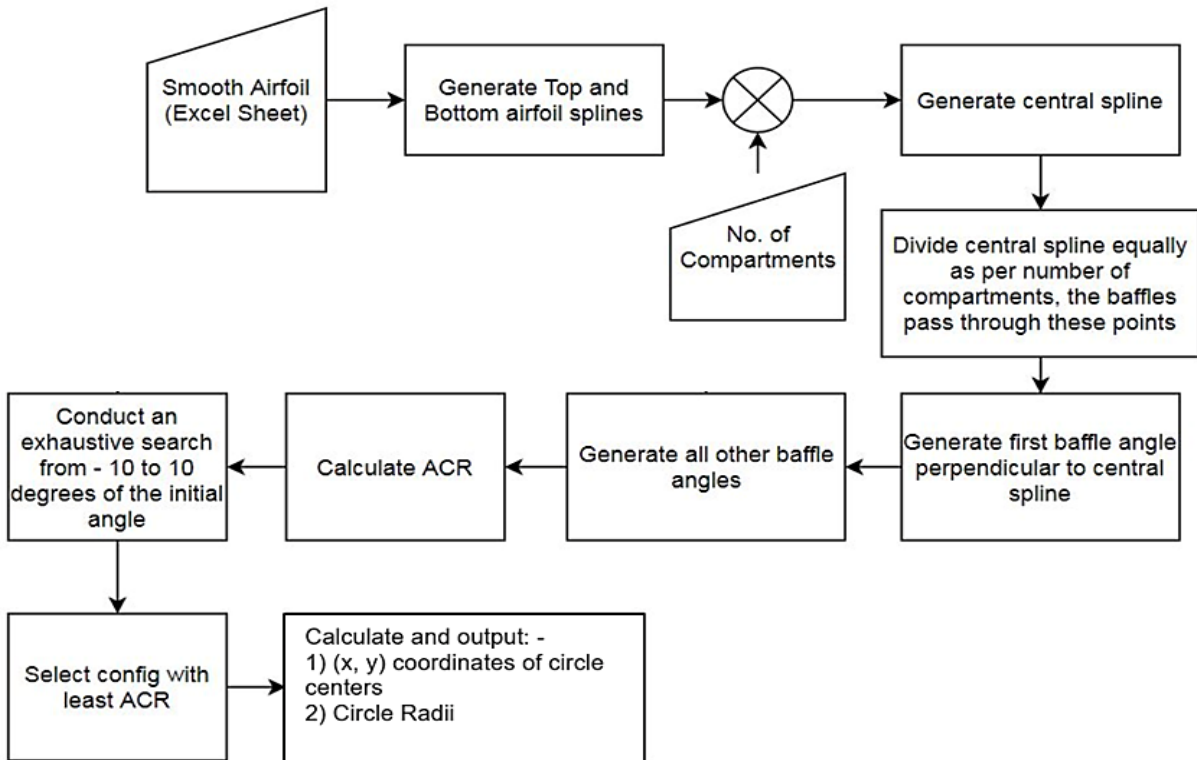 Smooth Airfoil
(Excel Sheet)
Generate Top and
Bottom airfoil splines
Generate central spline
No. of
Compartments
Divide central spline equally
as per number of
compartments, the baffles
pass through these points
Generate first baffle angle
perpendicular to central
spline
Generate all other baffle
angles
Calculate ACR
Conduct an
exhaustive search
from - 10 to 10
degrees of the initial
angle
Select config with
least ACR
Calculate and output: -
1) (x, y) coordinates of circle
centers
2) Circle Radii